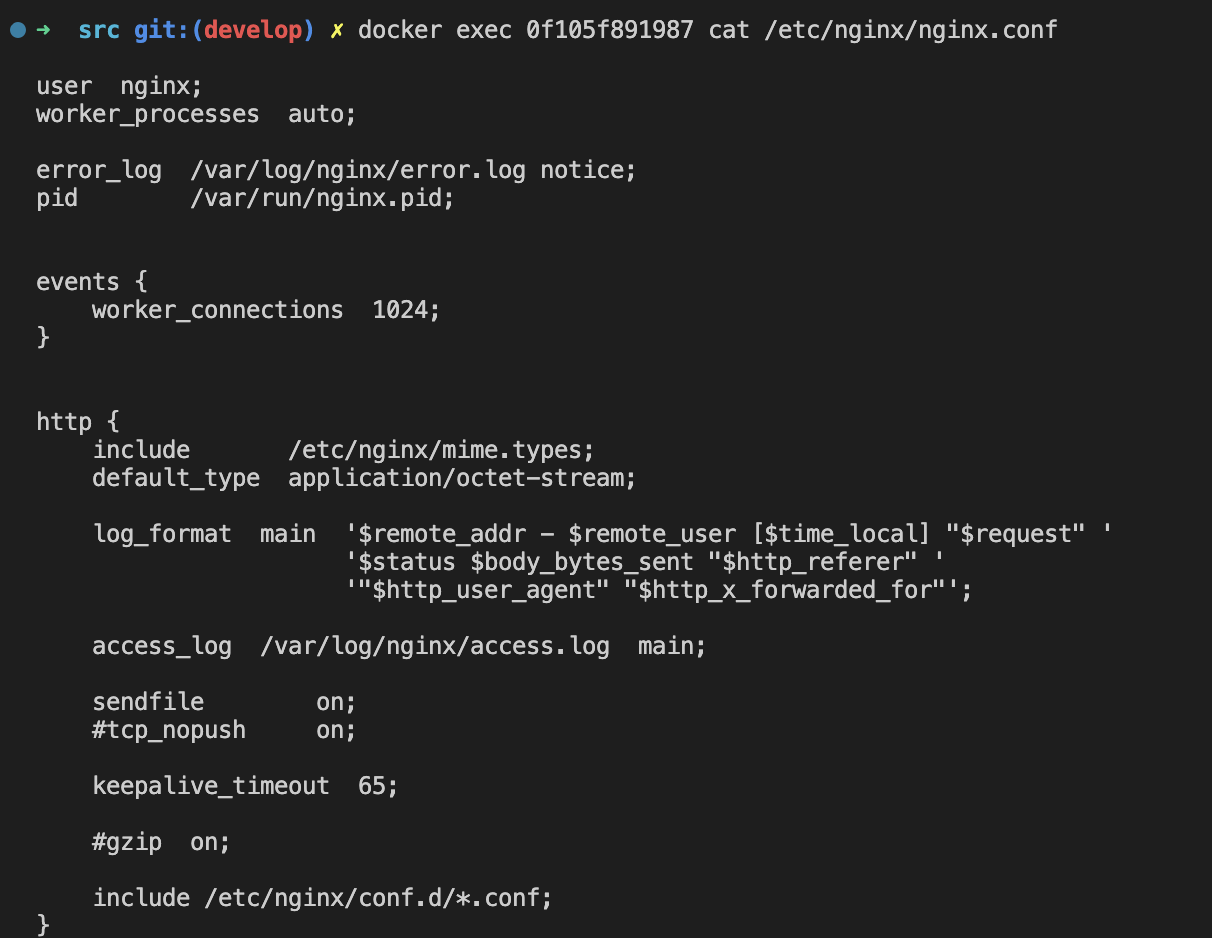 ➜  src git:(develop) ✗ docker exec 0f105f891987 cat /etc/nginx/nginx.conf

user  nginx;
worker_processes  auto;

error_log  /var/log/nginx/error.log notice;
pid        /var/run/nginx.pid;


events {
    worker_connections  1024;
}


http {
    include       /etc/nginx/mime.types;
    default_type  application/octet-stream;

    log_format  main  '$remote_addr - $remote_user [$time_local] "$request" '
                      '$status $body_bytes_sent "$http_referer" '
                      '"$http_user_agent" "$http_x_forwarded_for"';

    access_log  /var/log/nginx/access.log  main;

    sendfile        on;
    #tcp_nopush     on;

    keepalive_timeout  65;

    #gzip  on;

    include /etc/nginx/conf.d/*.conf;
}